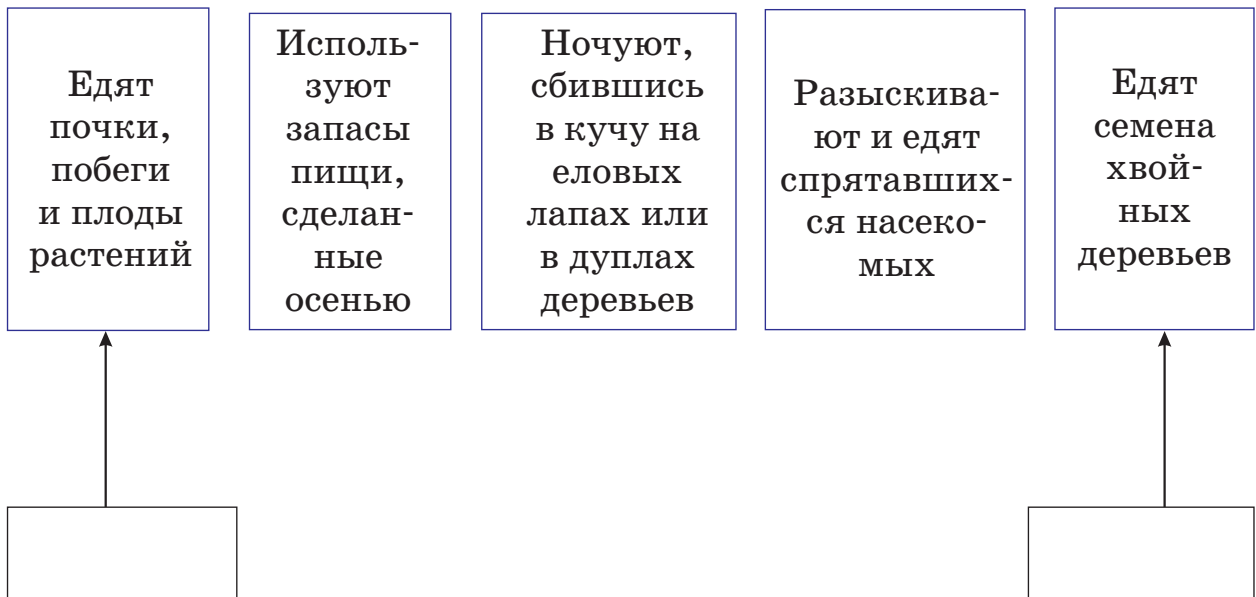 Едят
почки,
побеги
и плоды
растений
Исполь-
зуют
запасы
пищи,
сделан-
ные
осенью
Ночуют,
сбившись
в кучу на
еловых
лапах или
в дуплах
деревьев
Разыскива-
ют и едят
спрятавших-
ся насеко-
мых
Едят
семена
хвой-
ных
деревьев